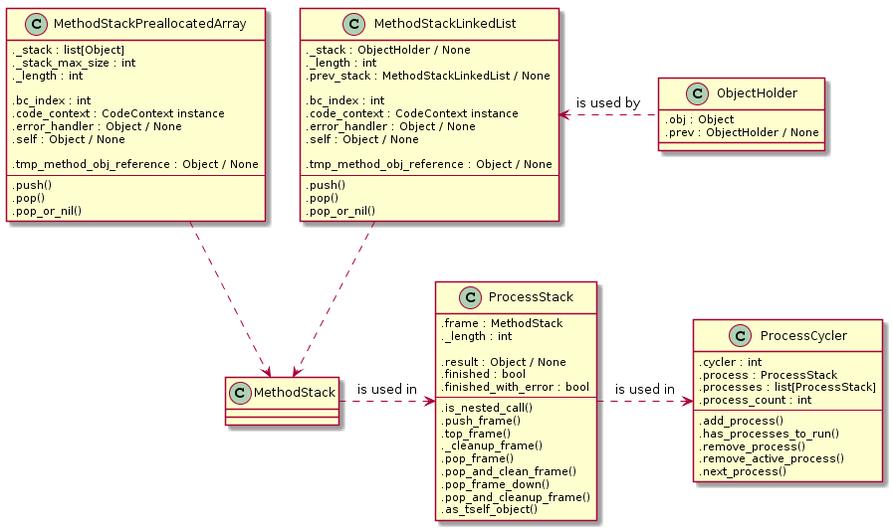 C MethodStackPreallocatedArray
._stack : list[Object]
._stack_max_size : int
._length : int
.bc_index : int
.code_context : CodeContext instance
.error_handler : Object / None
.self : Object / None
.tmp_method_obj_reference : Object / None
.push()
.pop()
.pop_or_nil()
C MethodStackLinkedList
._stack : ObjectHolder / None
._length : int
.prev_stack : MethodStackLinkedList / None
.bc_index : int
.code_context : CodeContext instance
.error_handler : Object / None
.self : Object / None
.tmp_method_obj_reference : Object / None
.push()
.pop()
.pop_or_nil()
is used by
C ObjectHolder
.obj : Object
.prev : ObjectHolder / None
C MethodStack
is used in
C ProcessStack
.frame : MethodStack
._length : int
.result : Object / None
.finished : bool
.finished_with_error : bool
.is_nested_call()
.push_frame()
.top_frame()
._cleanup_frame()
.pop_frame()
.pop_and_clean_frame()
.pop_frame_down()
.pop_and_cleanup_frame()
.as_tself_object()
is used in
C ProcessCycler
.cycler : int
.process : ProcessStack
.processes : list[ProcessStack]
.process_count : int
.add_process()
.has_processes_to_run()
.remove_process()
.remove_active_process()
.next_process()